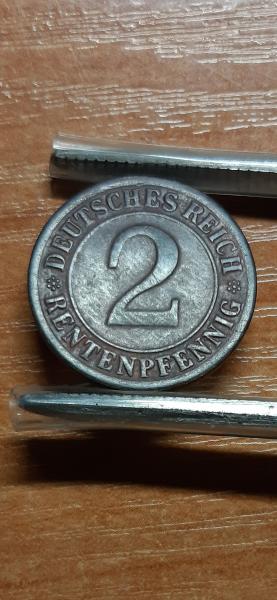 DEUTSCHES REICH
2
RENTENPFENNIG